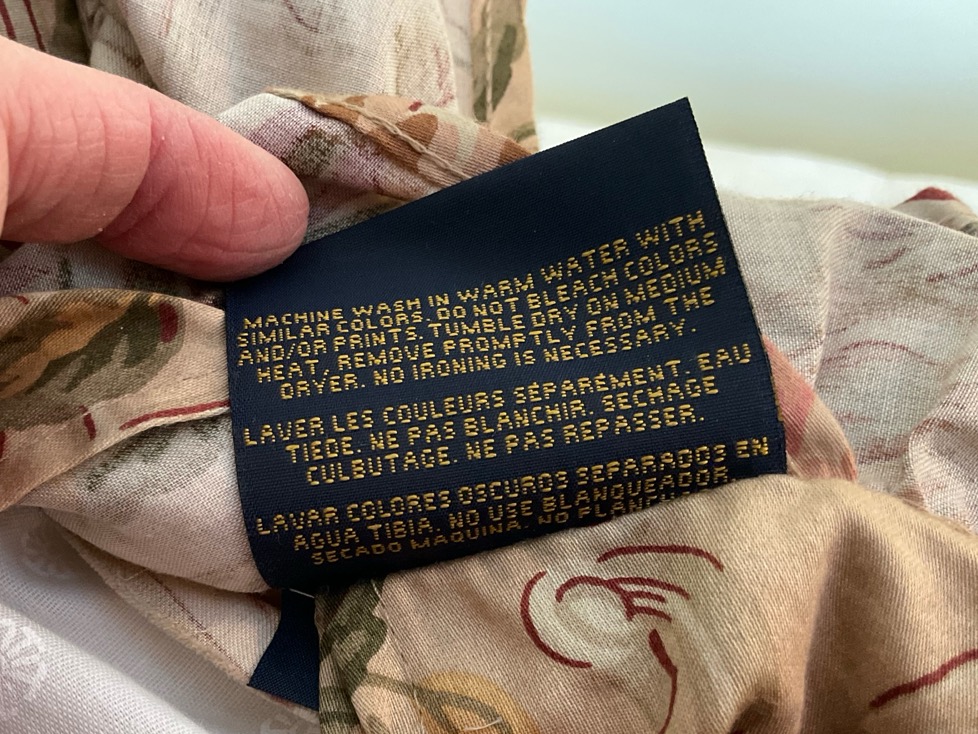 MACHINE WASH IN WARM WATER WITH
SIMILAR COLORS. DO NOT BLEACH COLORS
AND/OR PRINTS. TUMBLE DRY ON MEDIUM
HEAT, REMOVE PROMPTLY FROM THE
DRYER. NO IRONING IS NECESSARY.
LAVER LES COULEURS SÉPARÉMENT. EAU
TIEDE. NE PAS BLANCHIR. SECHAGE
CULBUTAGE. NE PAS REPASSER.
LAVAR COLORES OSCUROS SEPARADOS EN
AGUA TIBIA. NO USE BLANQUEADOR.
SECADO MAQUINA. NO